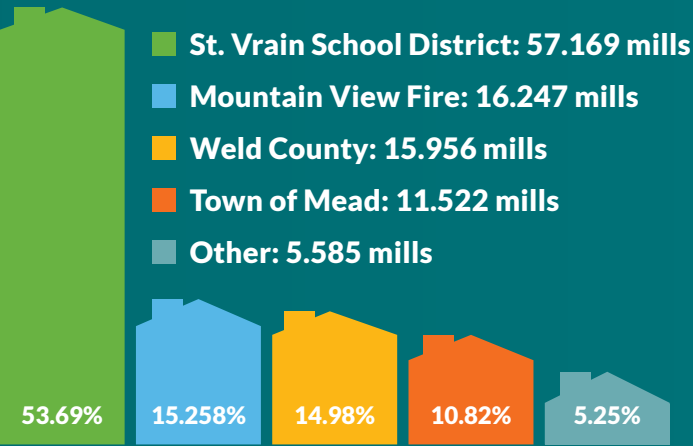 St. Vrain School District: 57.169 mills
Mountain View Fire: 16.247 mills
Weld County: 15.956 mills
Town of Mead: 11.522 mills
Other: 5.585 mills
53.69%
15.258%
14.98%
10.82%
5.25%